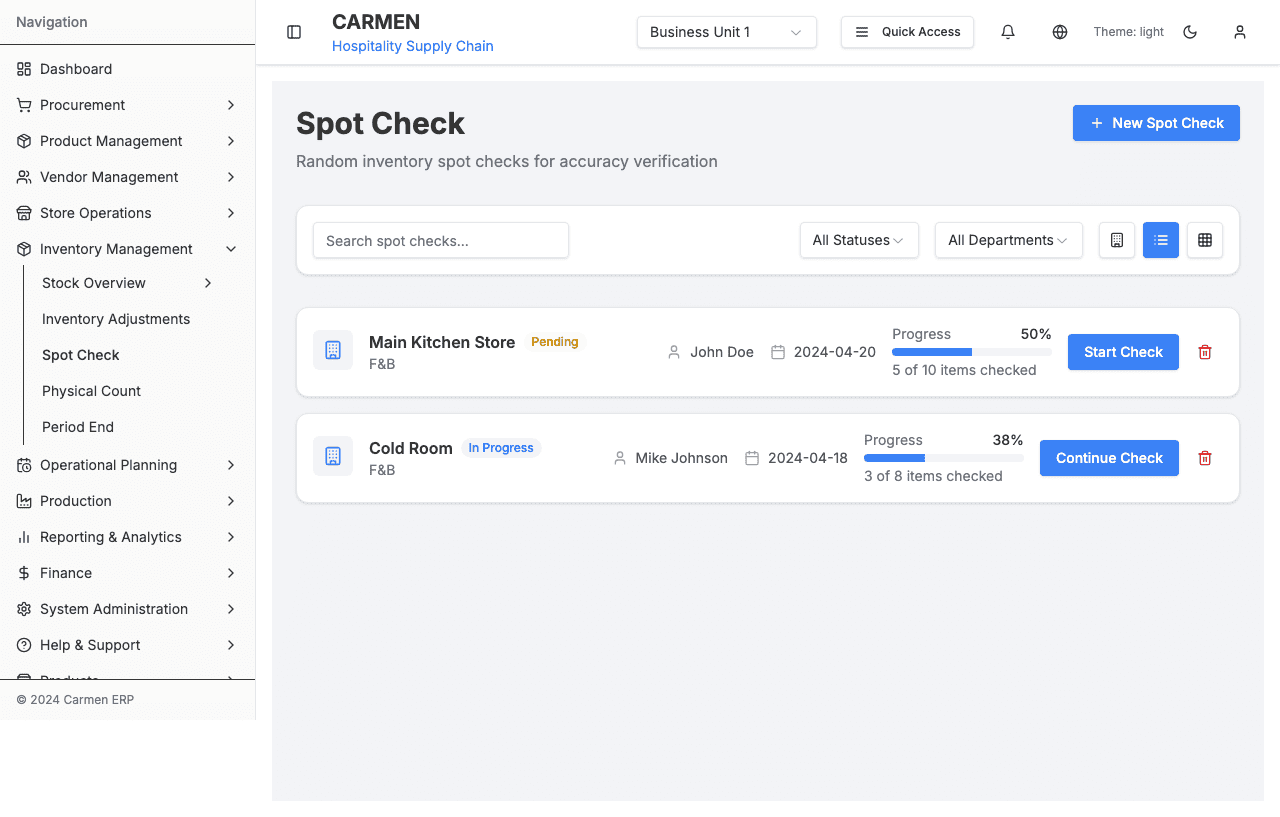 Navigation
Dashboard
Procurement
Product Management
Vendor Management
Store Operations
Inventory Management
Stock Overview
Inventory Adjustments
Spot Check
Physical Count
Period End
Operational Planning
Production
Reporting & Analytics
Finance
System Administration
Help & Support
Products
© 2024 Carmen ERP
CARMEN
Hospitality Supply Chain
Business Unit 1
Quick Access
Theme: light
Spot Check
Random inventory spot checks for accuracy verification
New Spot Check
Search spot checks...
All Statuses
All Departments
Main Kitchen Store
Pending
F&B
John Doe
2024-04-20
Progress
50%
5 of 10 items checked
Start Check
Cold Room
In Progress
F&B
Mike Johnson
2024-04-18
Progress
38%
3 of 8 items checked
Continue Check